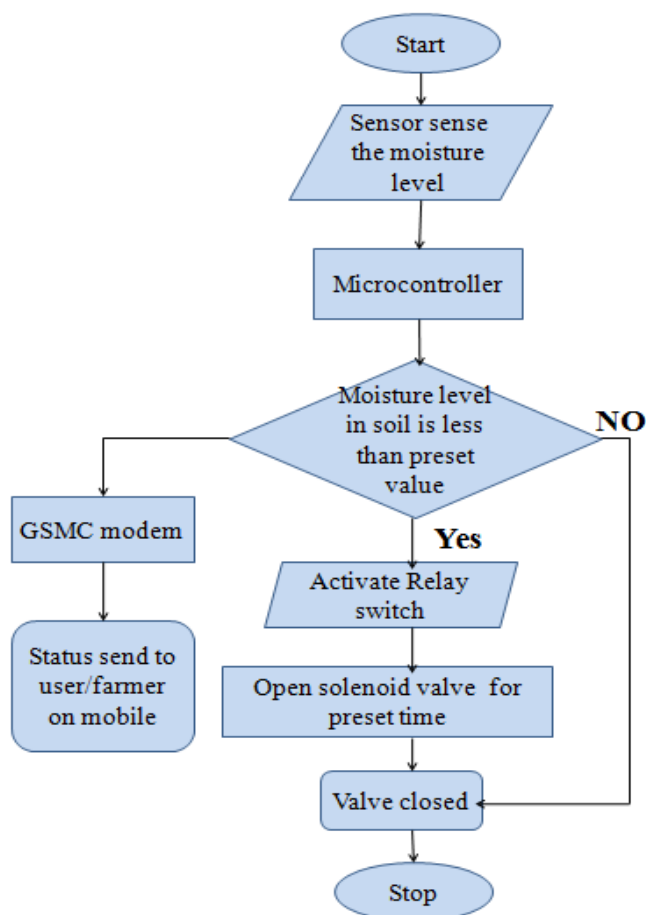 Start
Sensor sense
the moisture
level
Microcontroller
Moisture level
in soil is less
than preset
value
NO
GSMC modem
Yes
Status send to
user/farmer
on mobile
Activate Relay
switch
Open solenoid valve for
preset time
Valve closed
Stop